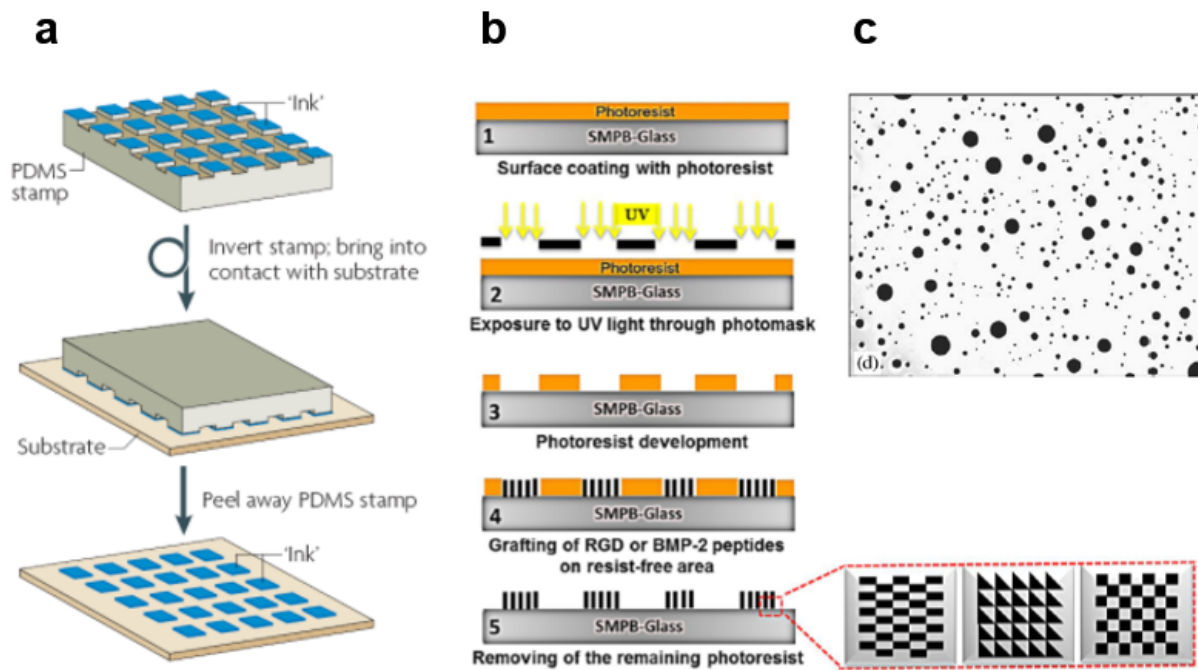 a
'Ink'
PDMS
stamp
Invert stamp; bring into
contact with substrate
Substrate
Peel away PDMS stamp
'Ink'
b
Photoresist
1
SMPB-Glass
Surface coating with photoresist
UV
Photoresist
2
SMPB-Glass
Exposure to UV light through photomask
3
SMPB-Glass
Photoresist development
4
SMPB-Glass
Grafting of RGD or BMP-2 peptides
on resist-free area
5
SMPB-Glass
Removing of the remaining photoresist
c
(d)